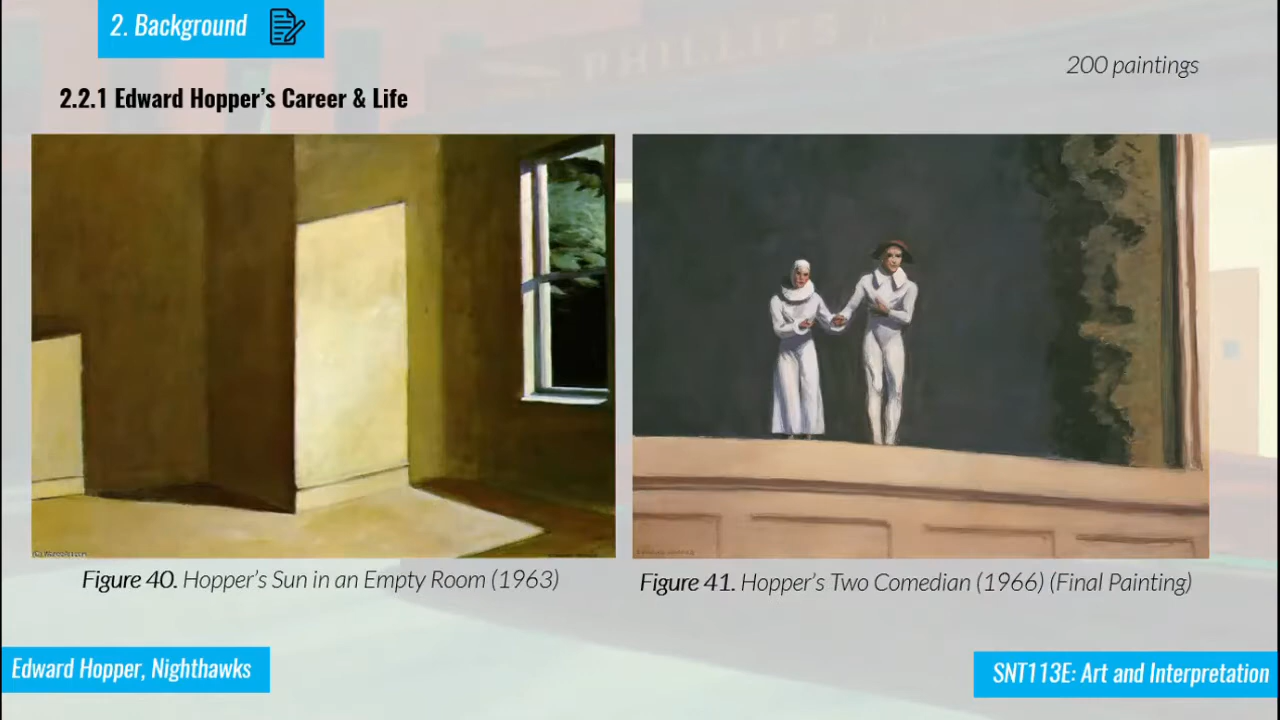 2. Background
200 paintings
2.2.1 Edward Hopper's Career & Life
PHILLIES
Figure 40. Hopper's Sun in an Empty Room (1963)
Figure 41. Hopper's Two Comedian (1966) (Final Painting)
Edward Hopper, Nighthawks
SNT113E: Art and Interpretation